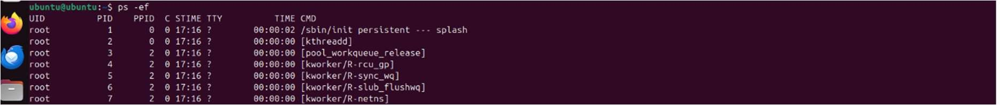 ubuntu@ubuntu:~$ ps -ef
UID          PID    PPID  C STIME TTY          TIME CMD
root           1       0  0 17:16 ?        00:00:02 /sbin/init persistent --- splash
root           2       0  0 17:16 ?        00:00:00 [kthreadd]
root           3       2  0 17:16 ?        00:00:00 [pool_workqueue_release]
root           4       2  0 17:16 ?        00:00:00 [kworker/R-rcu_gp]
root           5       2  0 17:16 ?        00:00:00 [kworker/R-sync_wq]
root           6       2  0 17:16 ?        00:00:00 [kworker/R-slub_flushwq]
root           7       2  0 17:16 ?        00:00:00 [kworker/R-netns]